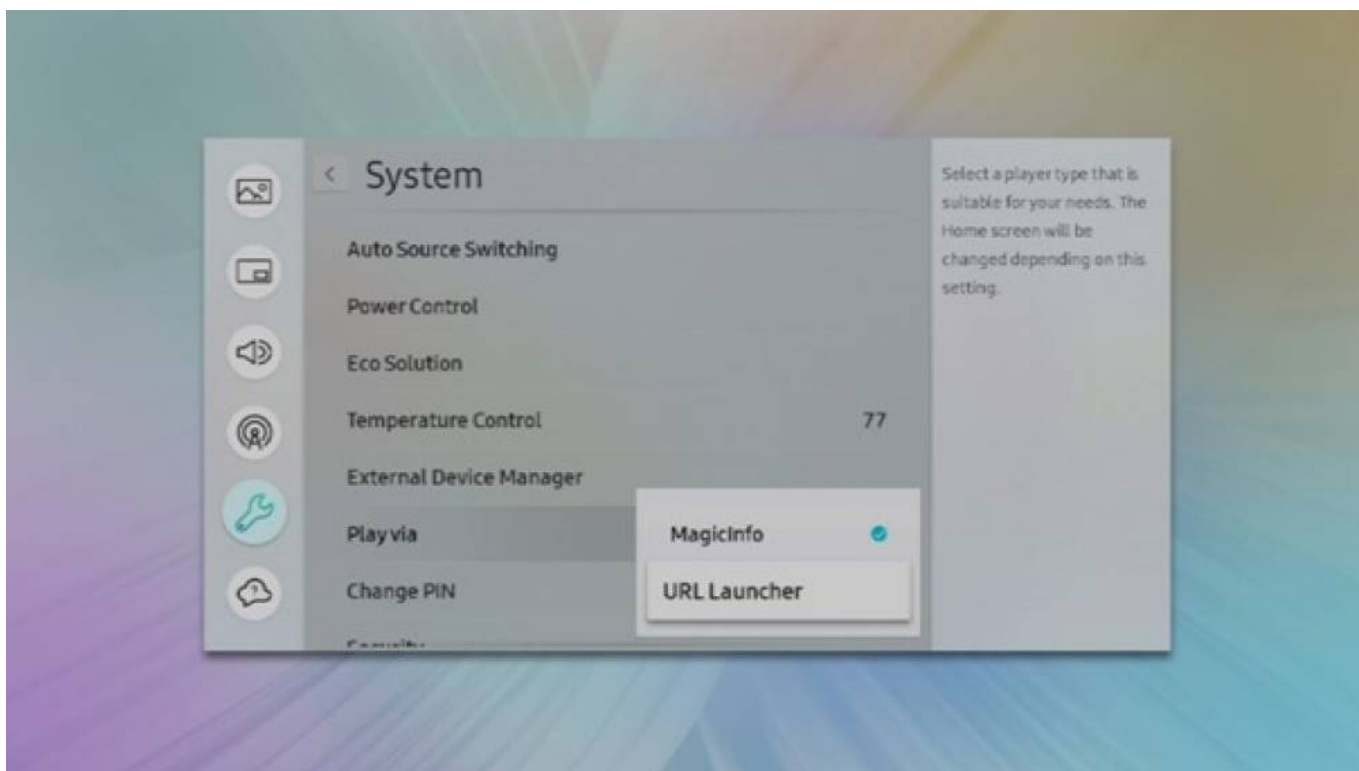 System
Auto Source Switching
Power Control
Eco Solution
Temperature Control 77
External Device Manager
Play via
MagicInfo
URL Launcher
Change PIN
Security
Select a player type that is
suitable for your needs. The
Home screen will be
changed depending on this
setting.